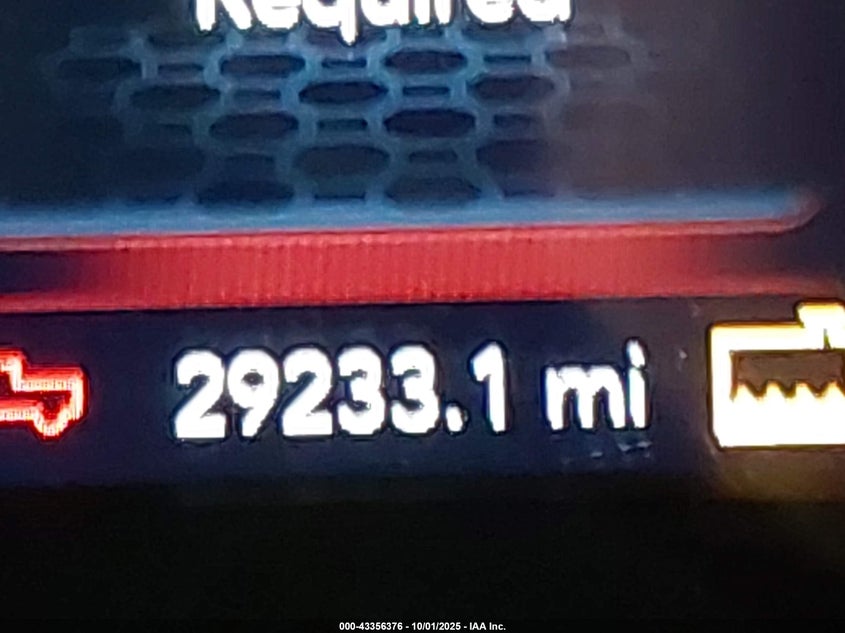 Required
29233.1 mi
000-43356376 - 10/01/2025 - IAA Inc.